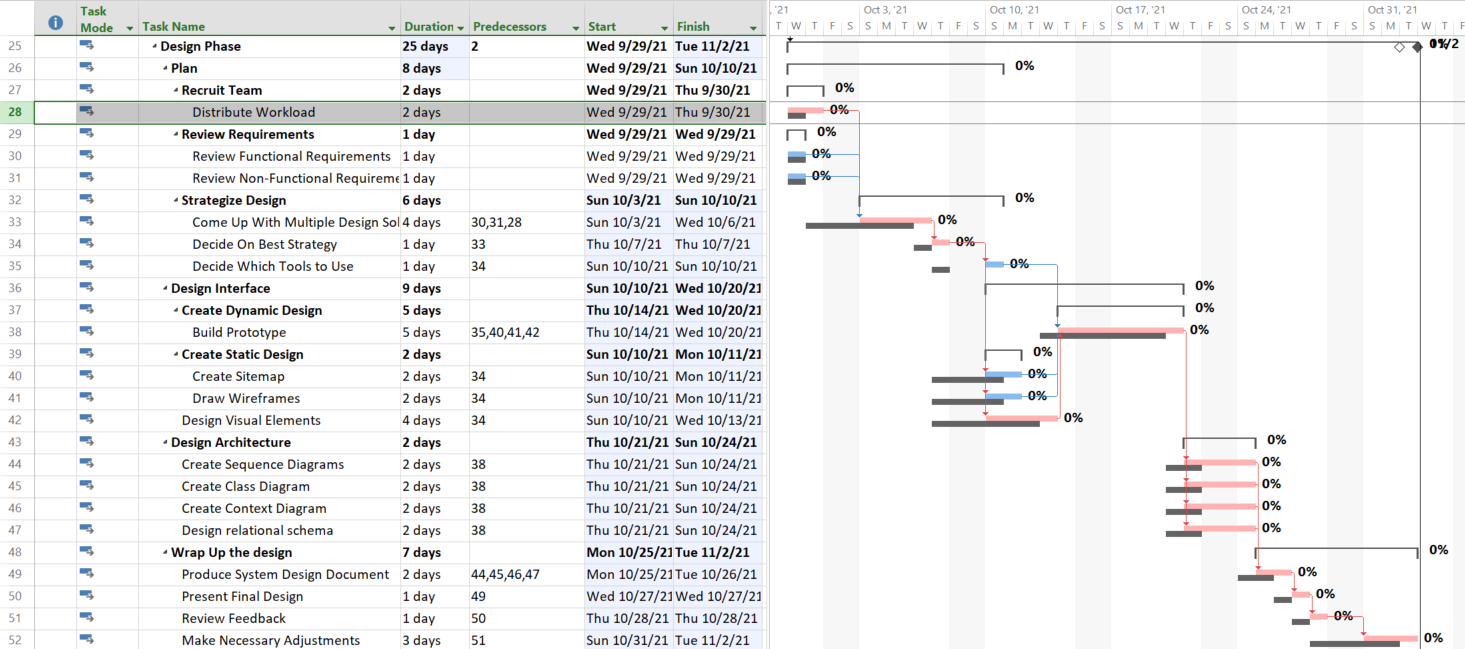 Task Mode Task Name Duration Predecessors Start Finish
, '21 Oct 3, '21 Oct 10, '21 Oct 17, '21 Oct 24, '21 Oct 31, '21
T W T F S S M T W T F S S M T W T F S S M T W T F S S M T W T F S S M T W T F
25 Design Phase 25 days 2 Wed 9/29/21 Tue 11/2/21 11/2
26 Plan 8 days Wed 9/29/21 Sun 10/10/21 0%
27 Recruit Team 2 days Wed 9/29/21 Thu 9/30/21 0%
28 Distribute Workload 2 days Wed 9/29/21 Thu 9/30/21 0%
29 Review Requirements 1 day Wed 9/29/21 Wed 9/29/21 0%
30 Review Functional Requirements 1 day Wed 9/29/21 Wed 9/29/21 0%
31 Review Non-Functional Requireme 1 day Wed 9/29/21 Wed 9/29/21 0%
32 Strategize Design 6 days Sun 10/3/21 Sun 10/10/21 0%
33 Come Up With Multiple Design Sol 4 days 30,31,28 Sun 10/3/21 Wed 10/6/21 0%
34 Decide On Best Strategy 1 day 33 Thu 10/7/21 Thu 10/7/21 0%
35 Decide Which Tools to Use 1 day 34 Sun 10/10/21 Sun 10/10/21 0%
36 Design Interface 9 days Sun 10/10/21 Wed 10/20/21 0%
37 Create Dynamic Design 5 days Thu 10/14/21 Wed 10/20/21 0%
38 Build Prototype 5 days 35,40,41,42 Thu 10/14/21 Wed 10/20/21 0%
39 Create Static Design 2 days Sun 10/10/21 Mon 10/11/21 0%
40 Create Sitemap 2 days 34 Sun 10/10/21 Mon 10/11/21 0%
41 Draw Wireframes 2 days 34 Sun 10/10/21 Mon 10/11/21 0%
42 Design Visual Elements 4 days 34 Sun 10/10/21 Wed 10/13/21 0%
43 Design Architecture 2 days Thu 10/21/21 Sun 10/24/21 0%
44 Create Sequence Diagrams 2 days 38 Thu 10/21/21 Sun 10/24/21 0%
45 Create Class Diagram 2 days 38 Thu 10/21/21 Sun 10/24/21 0%
46 Create Context Diagram 2 days 38 Thu 10/21/21 Sun 10/24/21 0%
47 Design relational schema 2 days 38 Thu 10/21/21 Sun 10/24/21 0%
48 Wrap Up the design 7 days Mon 10/25/21 Tue 11/2/21 0%
49 Produce System Design Document 2 days 44,45,46,47 Mon 10/25/21 Tue 10/26/21 0%
50 Present Final Design 1 day 49 Wed 10/27/21 Wed 10/27/21 0%
51 Review Feedback 1 day 50 Thu 10/28/21 Thu 10/28/21 0%
52 Make Necessary Adjustments 3 days 51 Sun 10/31/21 Tue 11/2/21 0%